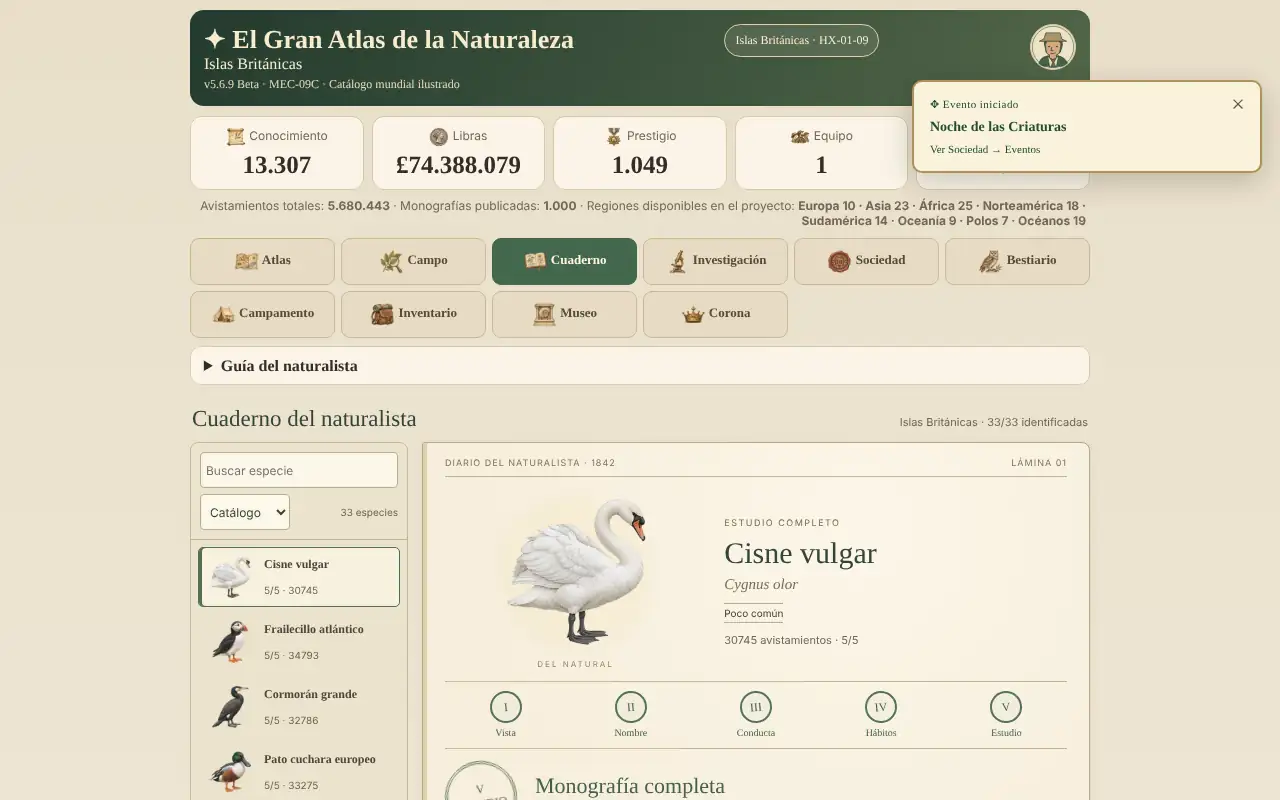 ✦ El Gran Atlas de la Naturaleza
Islas Británicas
v5.6.9 Beta · MEC-09C · Catálogo mundial ilustrado
Islas Británicas · HX-01-09
✥ Evento iniciado
Noche de las Criaturas
Ver Sociedad → Eventos
Conocimiento
13.307
Libras
£74.388.079
Prestigio
1.049
Equipo
1
Avistamientos totales: 5.680.443 · Monografías publicadas: 1.000 · Regiones disponibles en el proyecto: Europa 10 · Asia 23 · África 25 · Norteamérica 18 ·
Sudamérica 14 · Oceanía 9 · Polos 7 · Océanos 19
Atlas
Campo
Cuaderno
Investigación
Sociedad
Bestiario
Campamento
Inventario
Museo
Corona
Guía del naturalista
Cuaderno del naturalista
Islas Británicas · 33/33 identificadas
Buscar especie
Catálogo
33 especies
Cisne vulgar
5/5 · 30745
Frailecillo atlántico
5/5 · 34793
Cormorán grande
5/5 · 32786
Pato cuchara europeo
5/5 · 33275
DIARIO DEL NATURALISTA · 1842
LÁMINA 01
DEL NATURAL
ESTUDIO COMPLETO
Cisne vulgar
Cygnus olor
Poco común
30745 avistamientos · 5/5
I
Vista
II
Nombre
III
Conducta
IV
Hábitos
V
Estudio
V
Monografía completa